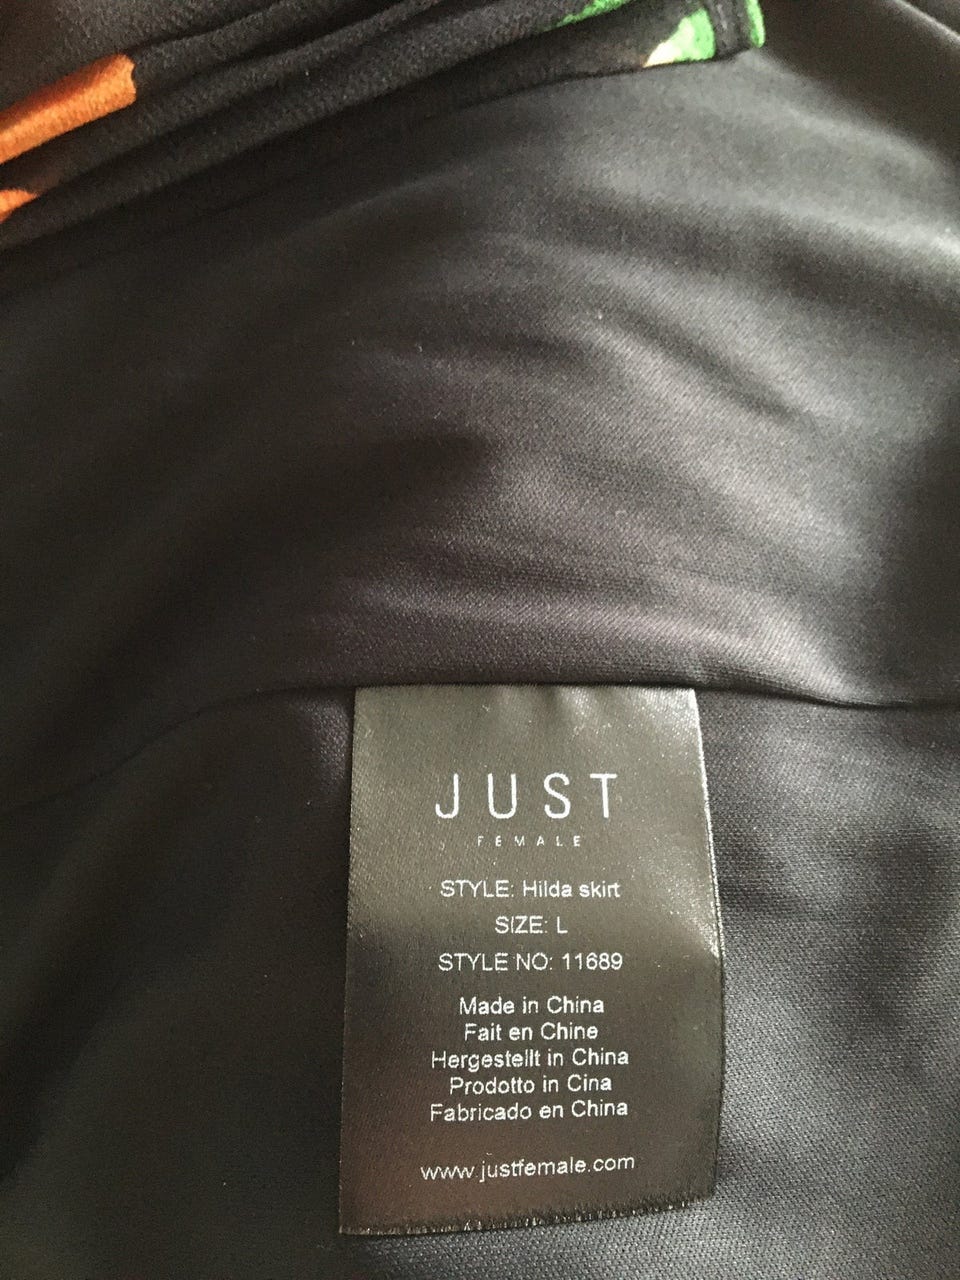 JUST
FEMALE
STYLE: Hilda skirt
SIZE: L
STYLE NO: 11689
Made in China
Fait en Chine
Hergestellt in China
Prodotto in Cina
Fabricado en China
www.justfemale.com